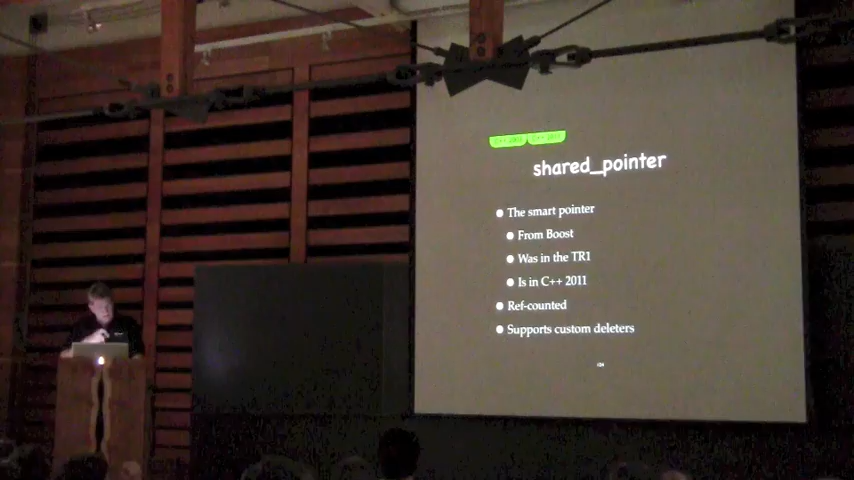 shared_pointer
The smart pointer
From Boost
Was in the TR1
Is in C++ 2011
Ref-counted
Supports custom deleters